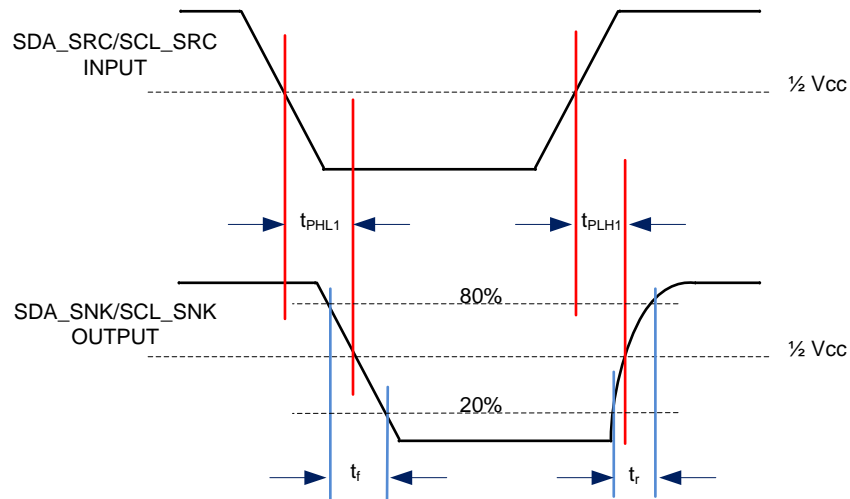 SDA_SRC/SCL_SRC
INPUT
½ Vcc
tPHL1
tPLH1
80%
SDA_SNK/SCL_SNK
OUTPUT
½ Vcc
20%
tf
tr